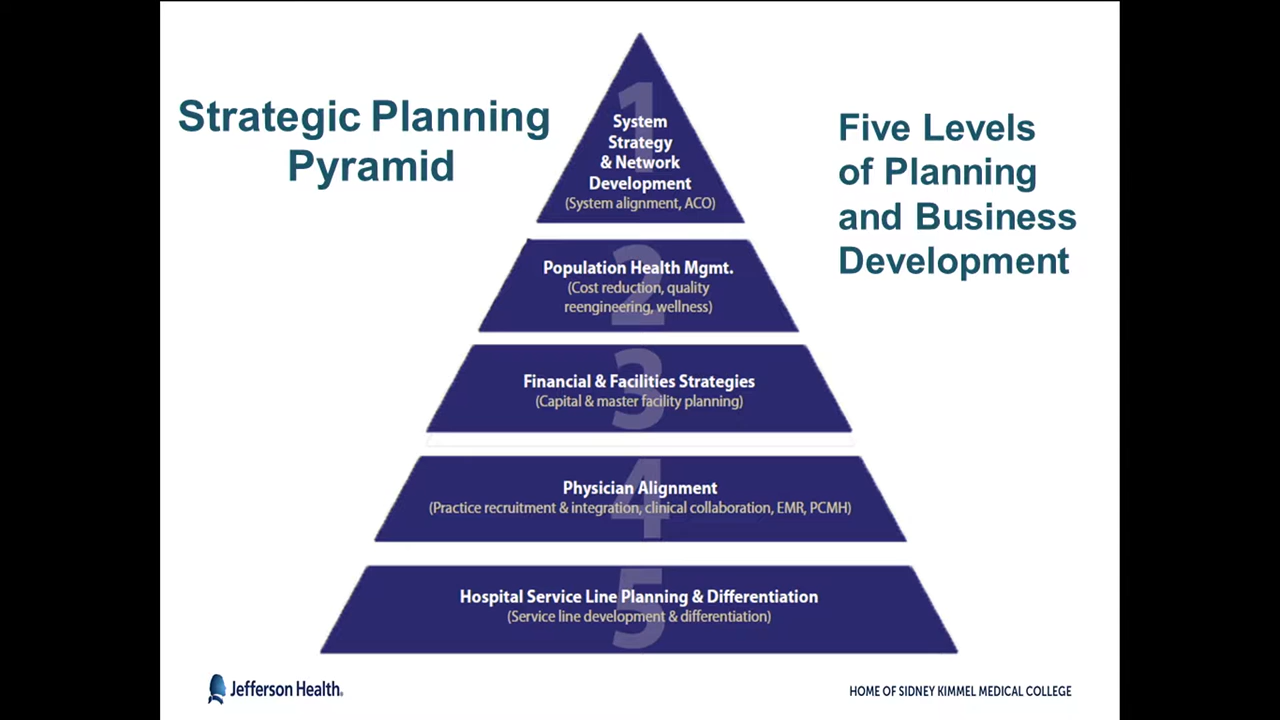 Strategic Planning
Pyramid
Five Levels
of Planning
and Business
Development
1
System
Strategy
& Network
Development
(System alignment, ACO)
2
Population Health Mgmt.
(Cost reduction, quality
reengineering, wellness)
3
Financial & Facilities Strategies
(Capital & master facility planning)
4
Physician Alignment
(Practice recruitment & integration, clinical collaboration, EMR, PCMH)
5
Hospital Service Line Planning & Differentiation
(Service line development & differentiation)
Jefferson Health.
HOME OF SIDNEY KIMMEL MEDICAL COLLEGE